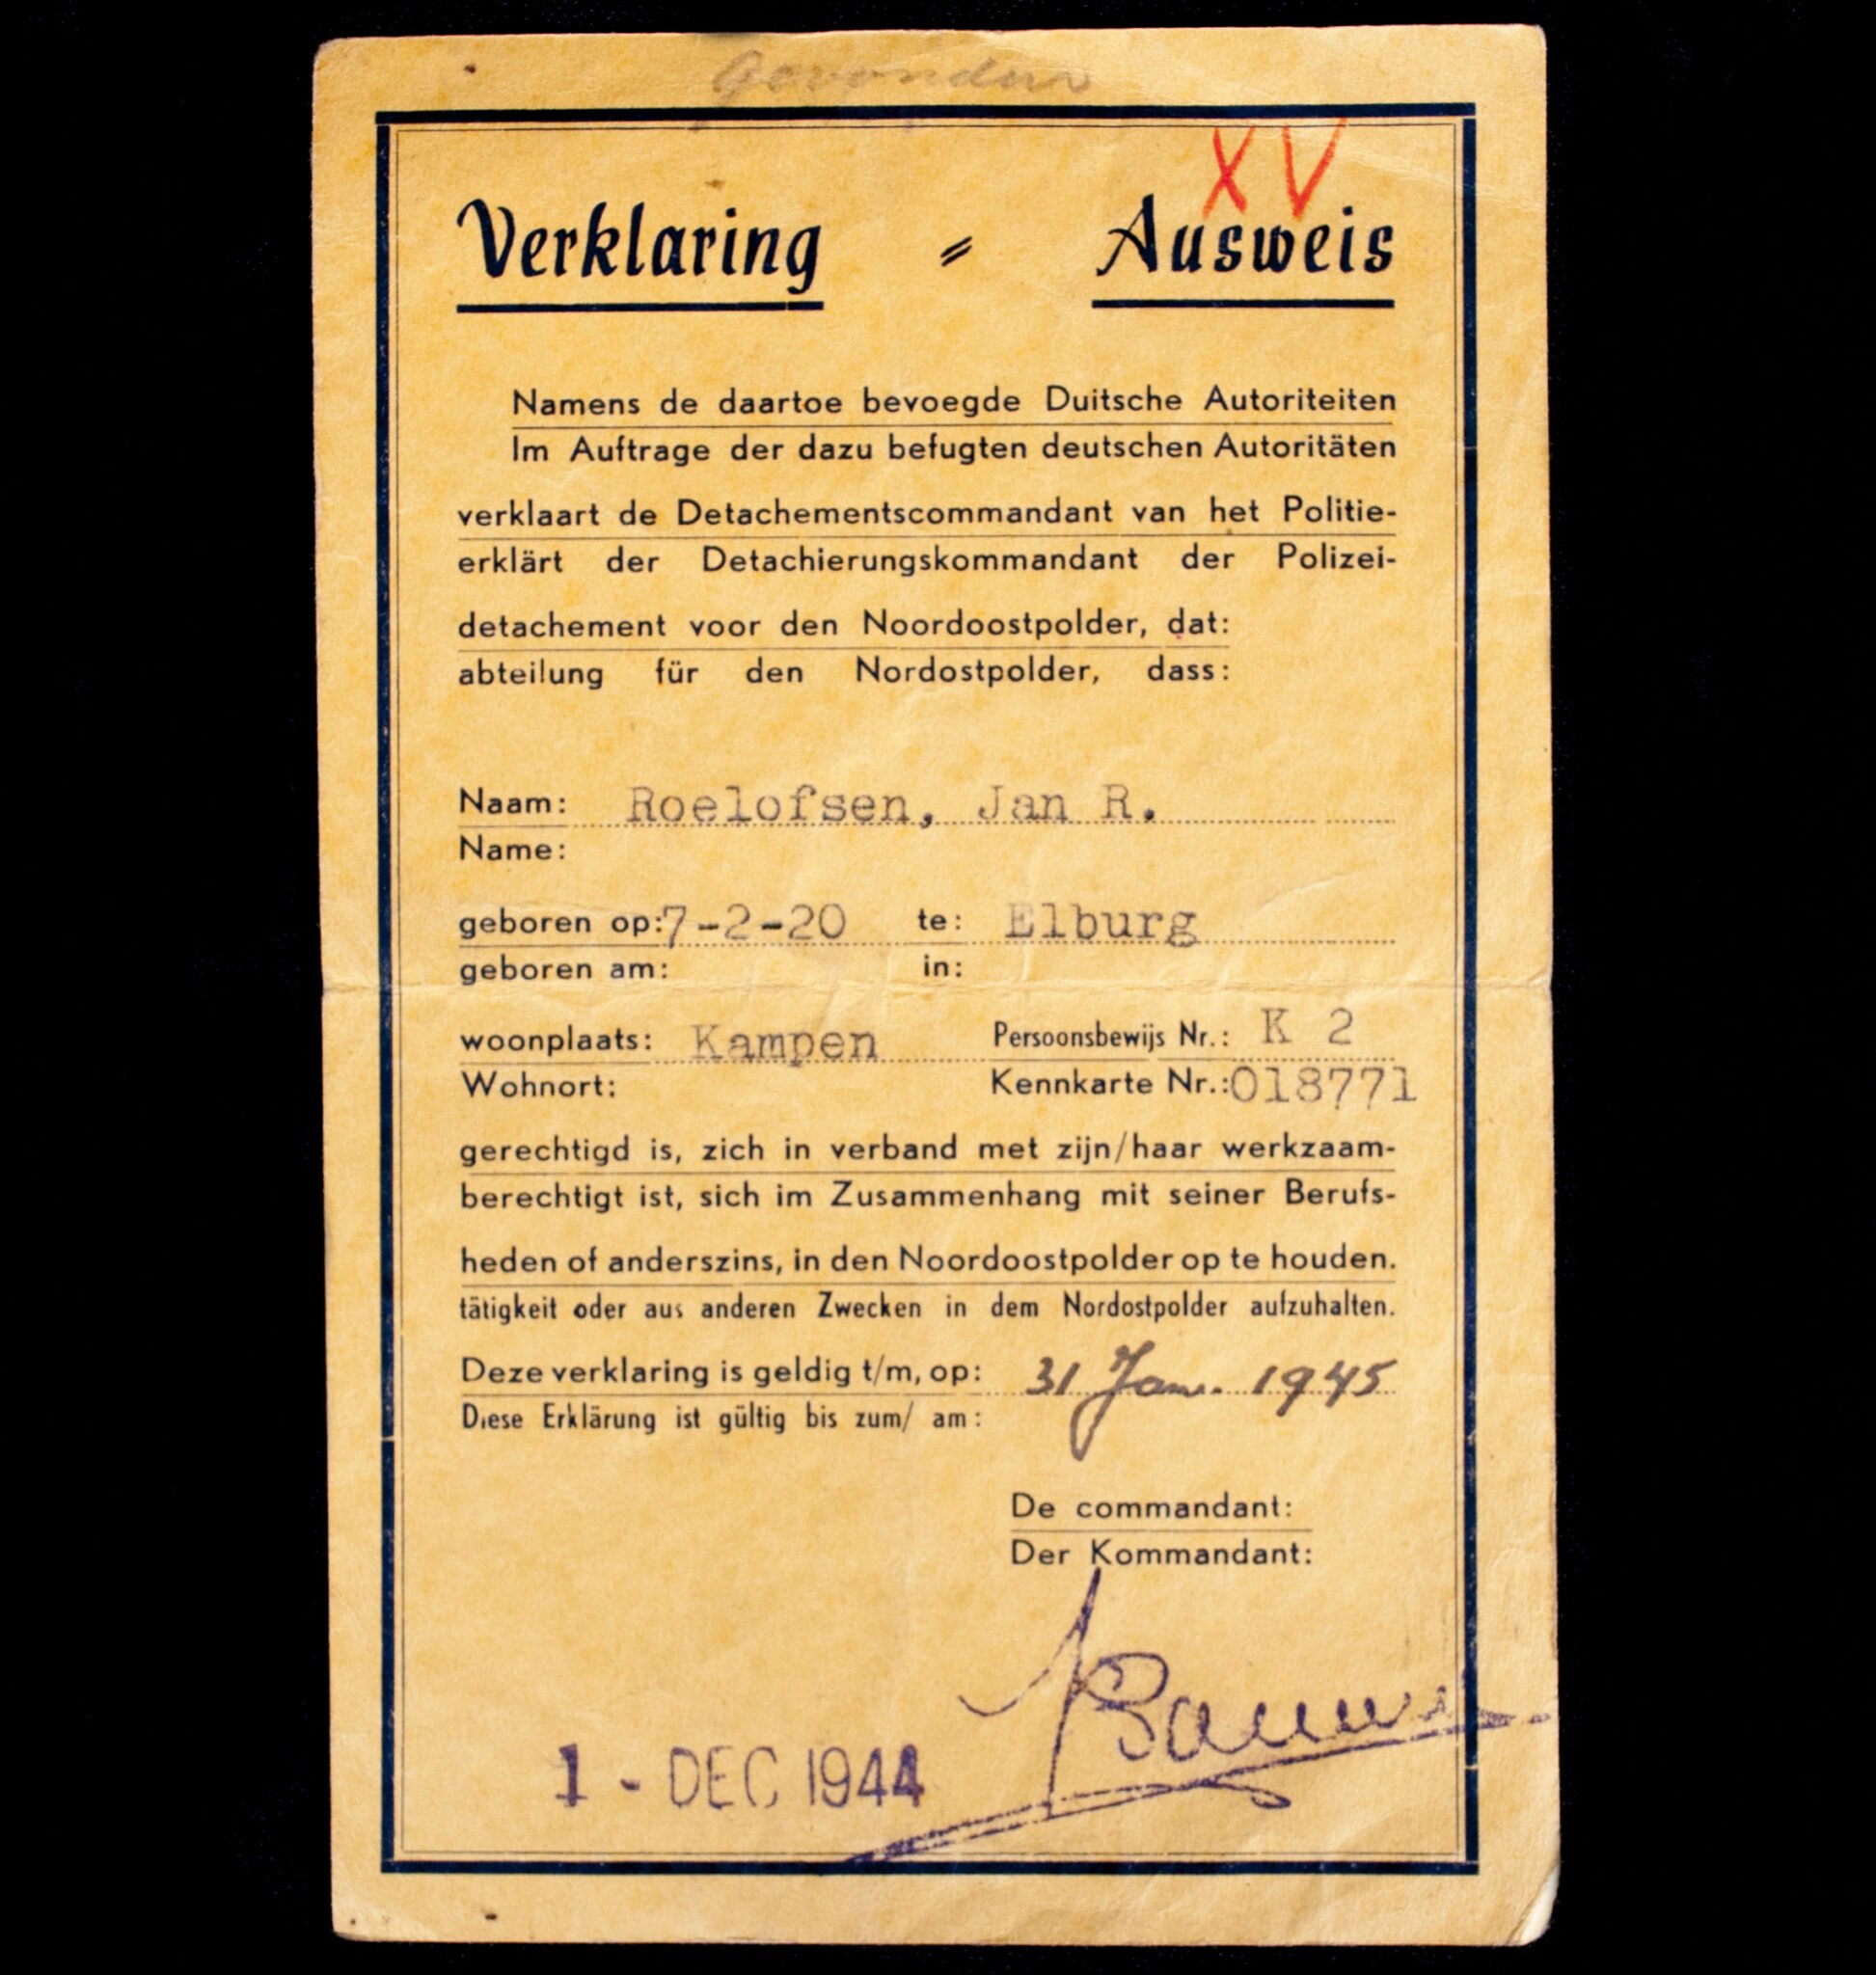 Gevonden
XV
Verklaring = Ausweis
Namens de daartoe bevoegde Duitsche Autoriteiten
Im Auftrage der dazu befugten deutschen Autoritäten
verklaart de Detachementscommandant van het Politie-
erklärt der Detachierungskommandant der Polizei-
detachement voor den Noordoostpolder, dat:
abteilung für den Nordostpolder, dass:
Naam: Roelofsen, Jan R.
Name:
geboren op: 7-2-20 te: Elburg
geboren am: in:
woonplaats: Kampen Persoonsbewijs Nr.: K 2
Wohnort: Kennkarte Nr.: 018771
gerechtigd is, zich in verband met zijn/haar werkzaam-
berechtigt ist, sich im Zusammenhang mit seiner Berufs-
heden of anderszins, in den Noordoostpolder op te houden.
tätigkeit oder aus anderen Zwecken in dem Nordostpolder aufzuhalten.
Deze verklaring is geldig t/m, op: 31 Jan. 1945
Diese Erklärung ist gültig bis zum/ am:
De commandant:
Der Kommandant:
1 - DEC 1944